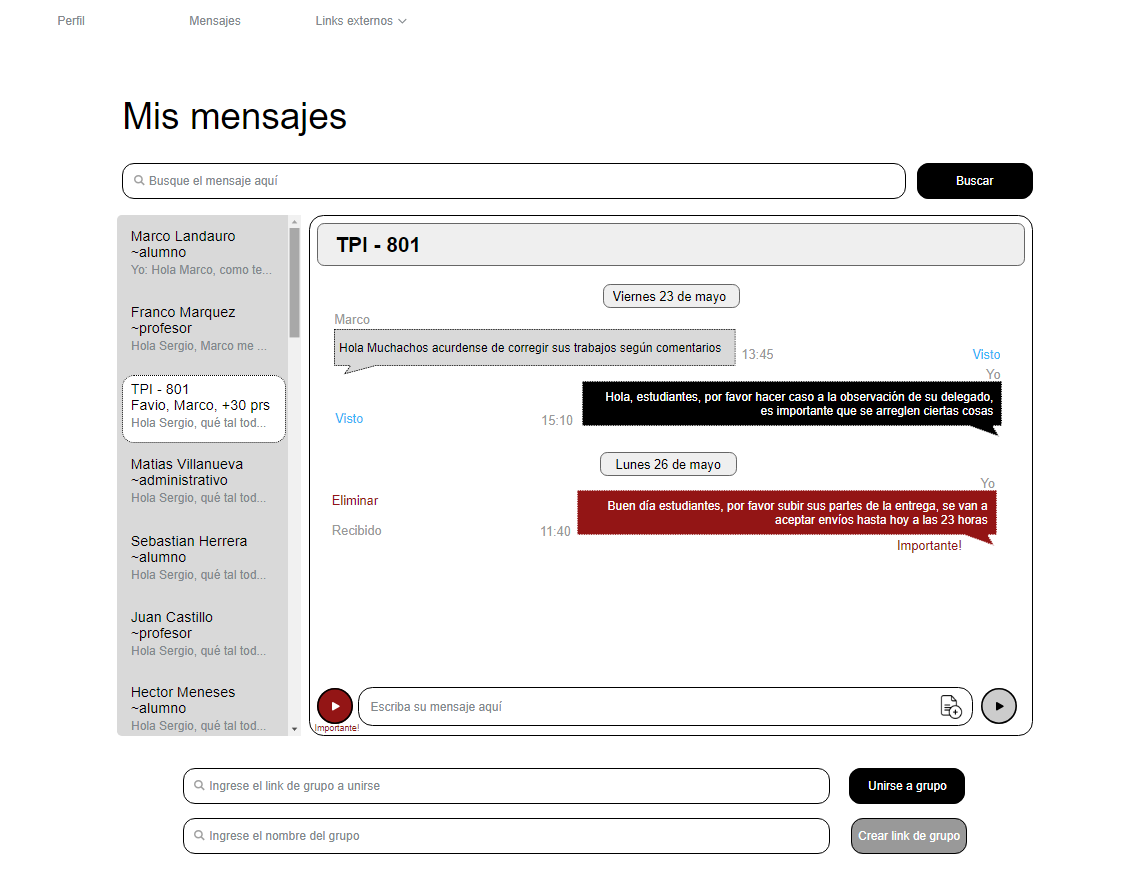 Perfil
Mensajes
Links externos
Mis mensajes
Busque el mensaje aquí
Buscar
Marco Landauro
~alumno
Yo: Hola Marco, como te...
Franco Marquez
~profesor
Hola Sergio, Marco me ...
TPI - 801
Favio, Marco, +30 prs
Hola Sergio, qué tal tod...
Matias Villanueva
~administrativo
Hola Sergio, qué tal tod...
Sebastian Herrera
~alumno
Hola Sergio, qué tal tod...
Juan Castillo
~profesor
Hola Sergio, qué tal tod...
Hector Meneses
~alumno
Hola Sergio, qué tal tod...
TPI - 801
Viernes 23 de mayo
Marco
Hola Muchachos acurdense de corregir sus trabajos según comentarios
13:45
Visto
Yo
Hola, estudiantes, por favor hacer caso a la observación de su delegado,
es importante que se arreglen ciertas cosas
15:10
Visto
Lunes 26 de mayo
Yo
Eliminar
Buen día estudiantes, por favor subir sus partes de la entrega, se van a
aceptar envíos hasta hoy a las 23 horas
Recibido
11:40
Importante!
Importante!
Escriba su mensaje aquí
Ingrese el link de grupo a unirse
Unirse a grupo
Ingrese el nombre del grupo
Crear link de grupo